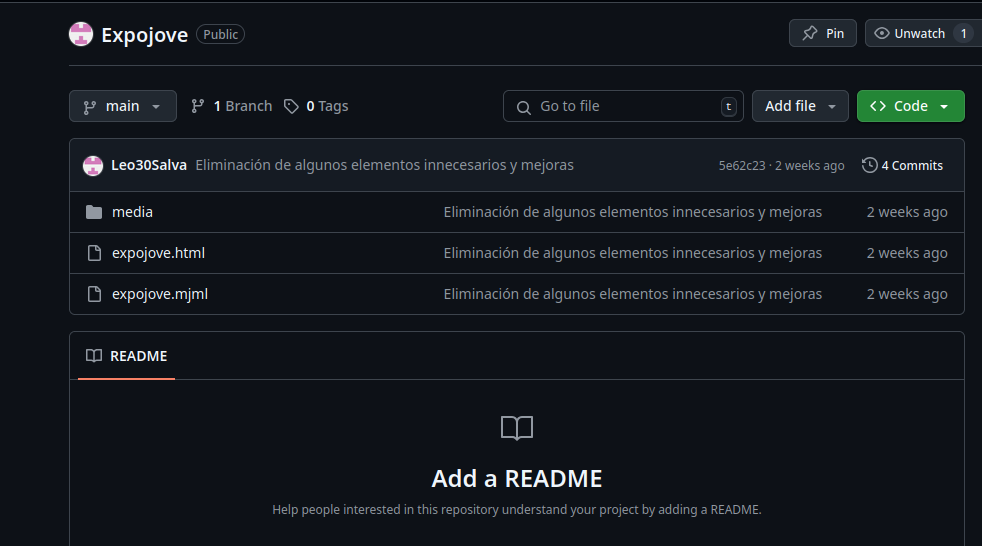 Expojove Public Pin Unwatch 1
main 1 Branch 0 Tags Go to file t Add file Code
Leo30Salva Eliminación de algunos elementos innecesarios y mejoras 5e62c23 · 2 weeks ago 4 Commits
media Eliminación de algunos elementos innecesarios y mejoras 2 weeks ago
expojove.html Eliminación de algunos elementos innecesarios y mejoras 2 weeks ago
expojove.mjml Eliminación de algunos elementos innecesarios y mejoras 2 weeks ago
README
Add a README
Help people interested in this repository understand your project by adding a README.